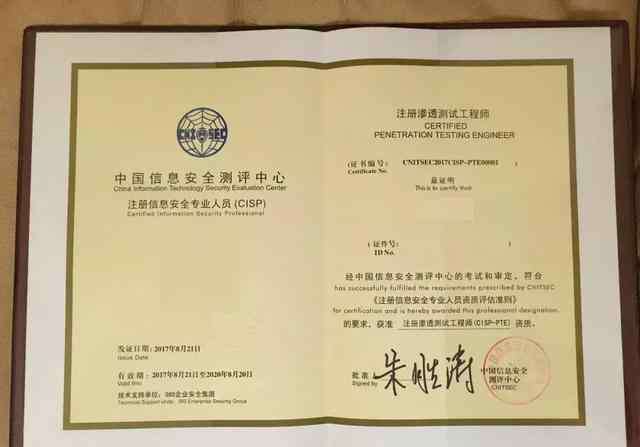 CNITSEC
中国信息安全测评中心
China Information Technology Security Evaluation Center
注册信息安全专业人员(CISP)
Certified Information Security Professional
发证日期:2017年8月21日
Issue Date
有效期:2017年8月21日至2020年8月20日
Valid thru
技术支持单位:360企业安全集团
Technical Support Units: 360 Enterprise Security Group
注册渗透测试工程师
CERTIFIED
PENETRATION TESTING ENGINEER
(证书编号) CNITSEC2017CISP-PTE00001
Certificate No.
兹证明
This is to certify that
(证件号)
ID No.
经中国信息安全测评中心的考试和审定,符合
has successfully fulfilled the requirements prescribed by CNITSEC
《注册信息安全专业人员资质评估准则》
for certification and is hereby awarded this professional designation.
的要求,获准 注册渗透测试工程师(CISP-PTE) 资质。
批准
Signed by
朱胜涛
中国信息安全
测评中心
CNITSEC